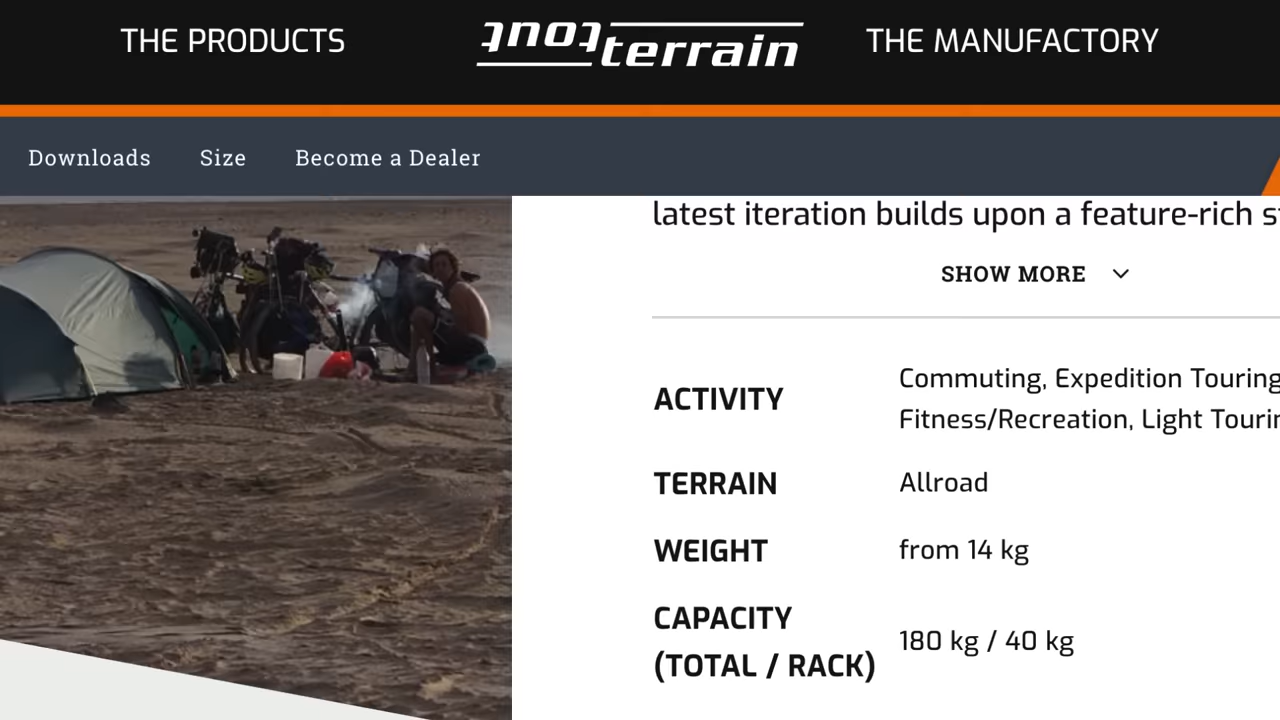 THE PRODUCTS
tout terrain
THE MANUFACTORY
Downloads
Size
Become a Dealer
latest iteration builds upon a feature-rich
SHOW MORE
ACTIVITY
Commuting, Expedition Touring
Fitness/Recreation, Light
TERRAIN
Allroad
WEIGHT
from 14 kg
CAPACITY
(TOTAL / RACK)
180 kg / 40 kg